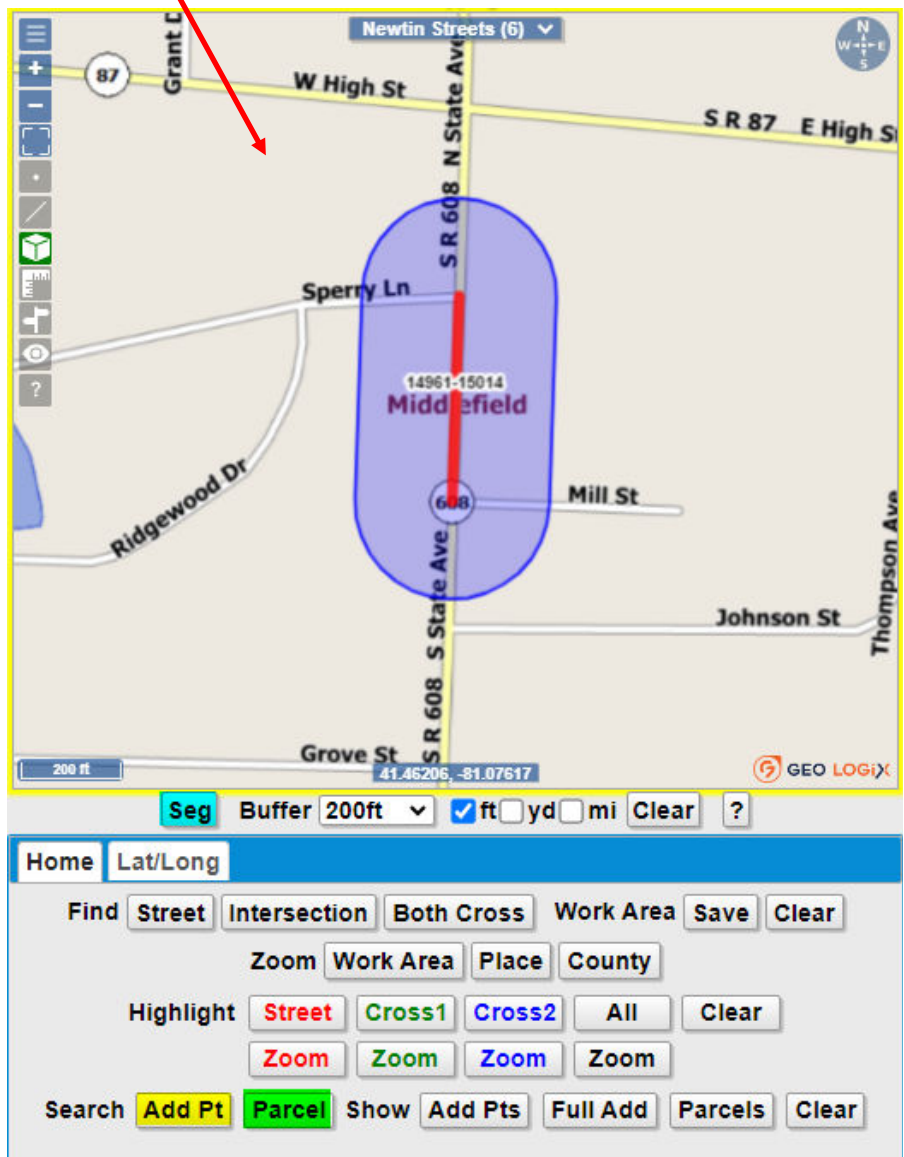 Newtin Streets (6)
N
W E
S
Grant D
87
W High St
N State Ave
S R 87 E High S
S R 608
Sperry Ln
14961-15014
Middlefield
608
Mill St
Ridgewood Dr
S State Ave
Thompson Ave
Johnson St
S R 608
Grove St
200 ft
41.46206, -81.07617
GEO LOGiX
?
Seg Buffer 200ft ft yd mi Clear ?
Home Lat/Long
Find Street Intersection Both Cross Work Area Save Clear
Zoom Work Area Place County
Highlight Street Cross1 Cross2 All Clear
Zoom Zoom Zoom Zoom
Search Add Pt Parcel Show Add Pts Full Add Parcels Clear